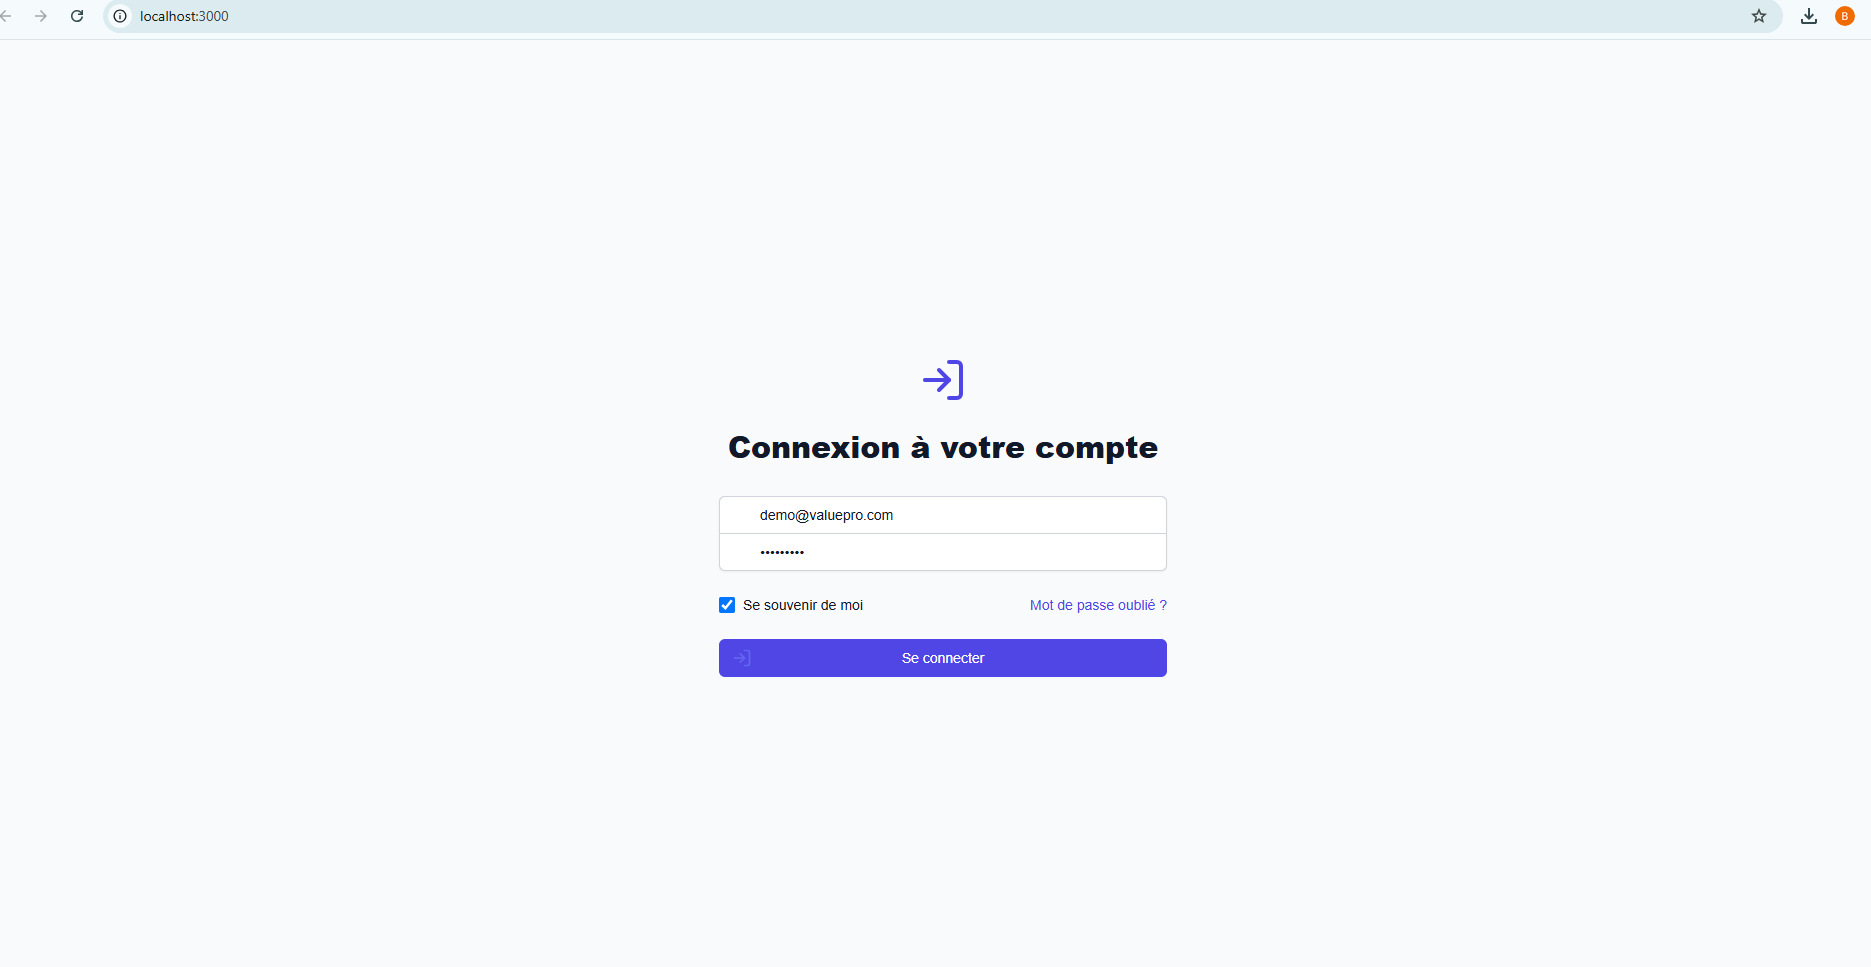 localhost:3000
B
Connexion à votre compte
demo@valuepro.com
•••••••••
Se souvenir de moi
Mot de passe oublié ?
Se connecter